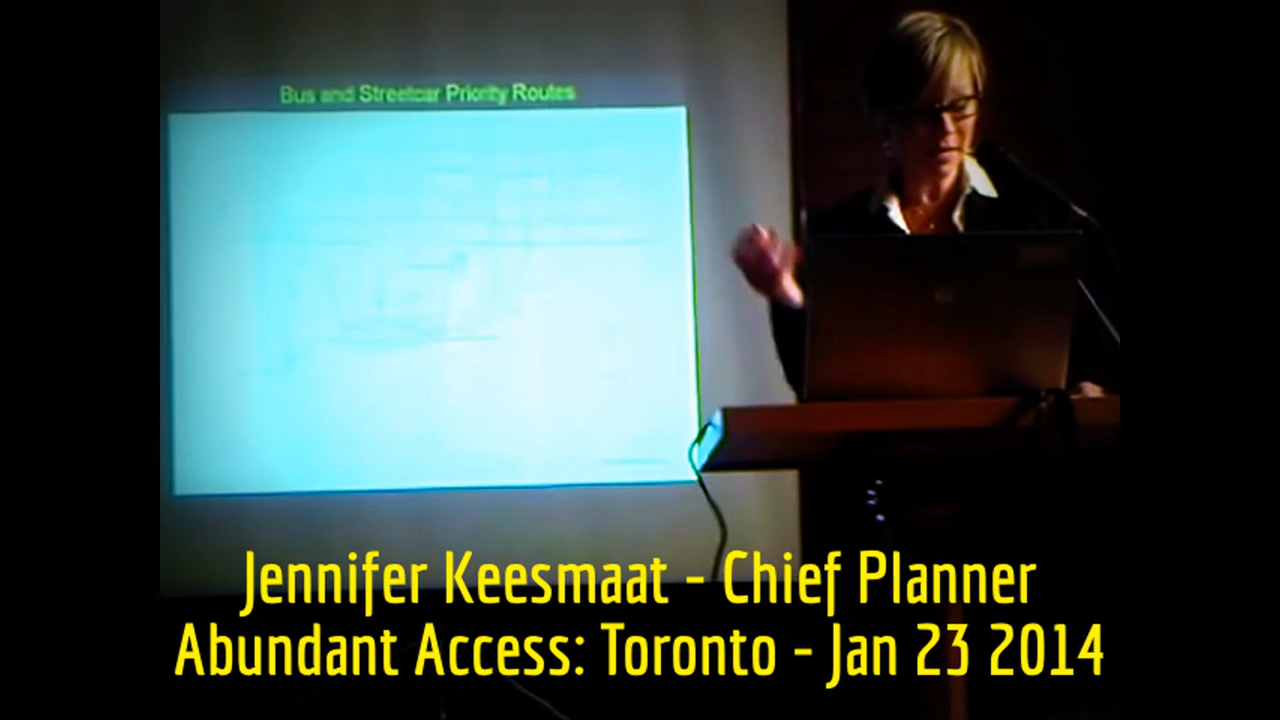 Bus and Streetcar Priority Routes
Jennifer Keesmaat - Chief Planner
Abundant Access: Toronto - Jan 23 2014